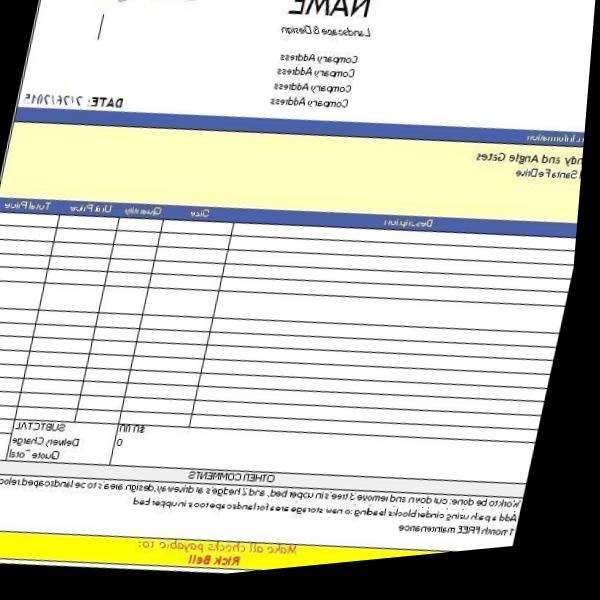 NAME
Landscape & Design
Company Address
Company Address
Company Address
Company Address
DATE: 2/26/2015
Information
ndy and Angie Gates
Santa Fe Drive
Description Size Quantity Unit Price Total Price
SUBTOTAL $0.00
Delivery Charge 0
Quote Total
OTHER COMMENTS
Work to be done: cut down and remove 3 tree's in upper bed, and 2 hedge's at driveway, design area's to be landscaped,
Add a path using cinder blocks leading to new storage area for landscape tools in upper bed
1 month FREE maintenance
Make all checks payable to:
Rick Bell